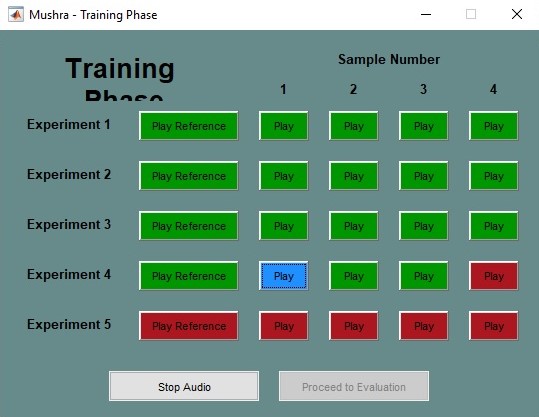 Mushra - Training Phase
Training
Phase
Sample Number
1 2 3 4
Experiment 1 Play Reference Play Play Play Play
Experiment 2 Play Reference Play Play Play Play
Experiment 3 Play Reference Play Play Play Play
Experiment 4 Play Reference Play Play Play Play
Experiment 5 Play Reference Play Play Play Play
Stop Audio Proceed to Evaluation